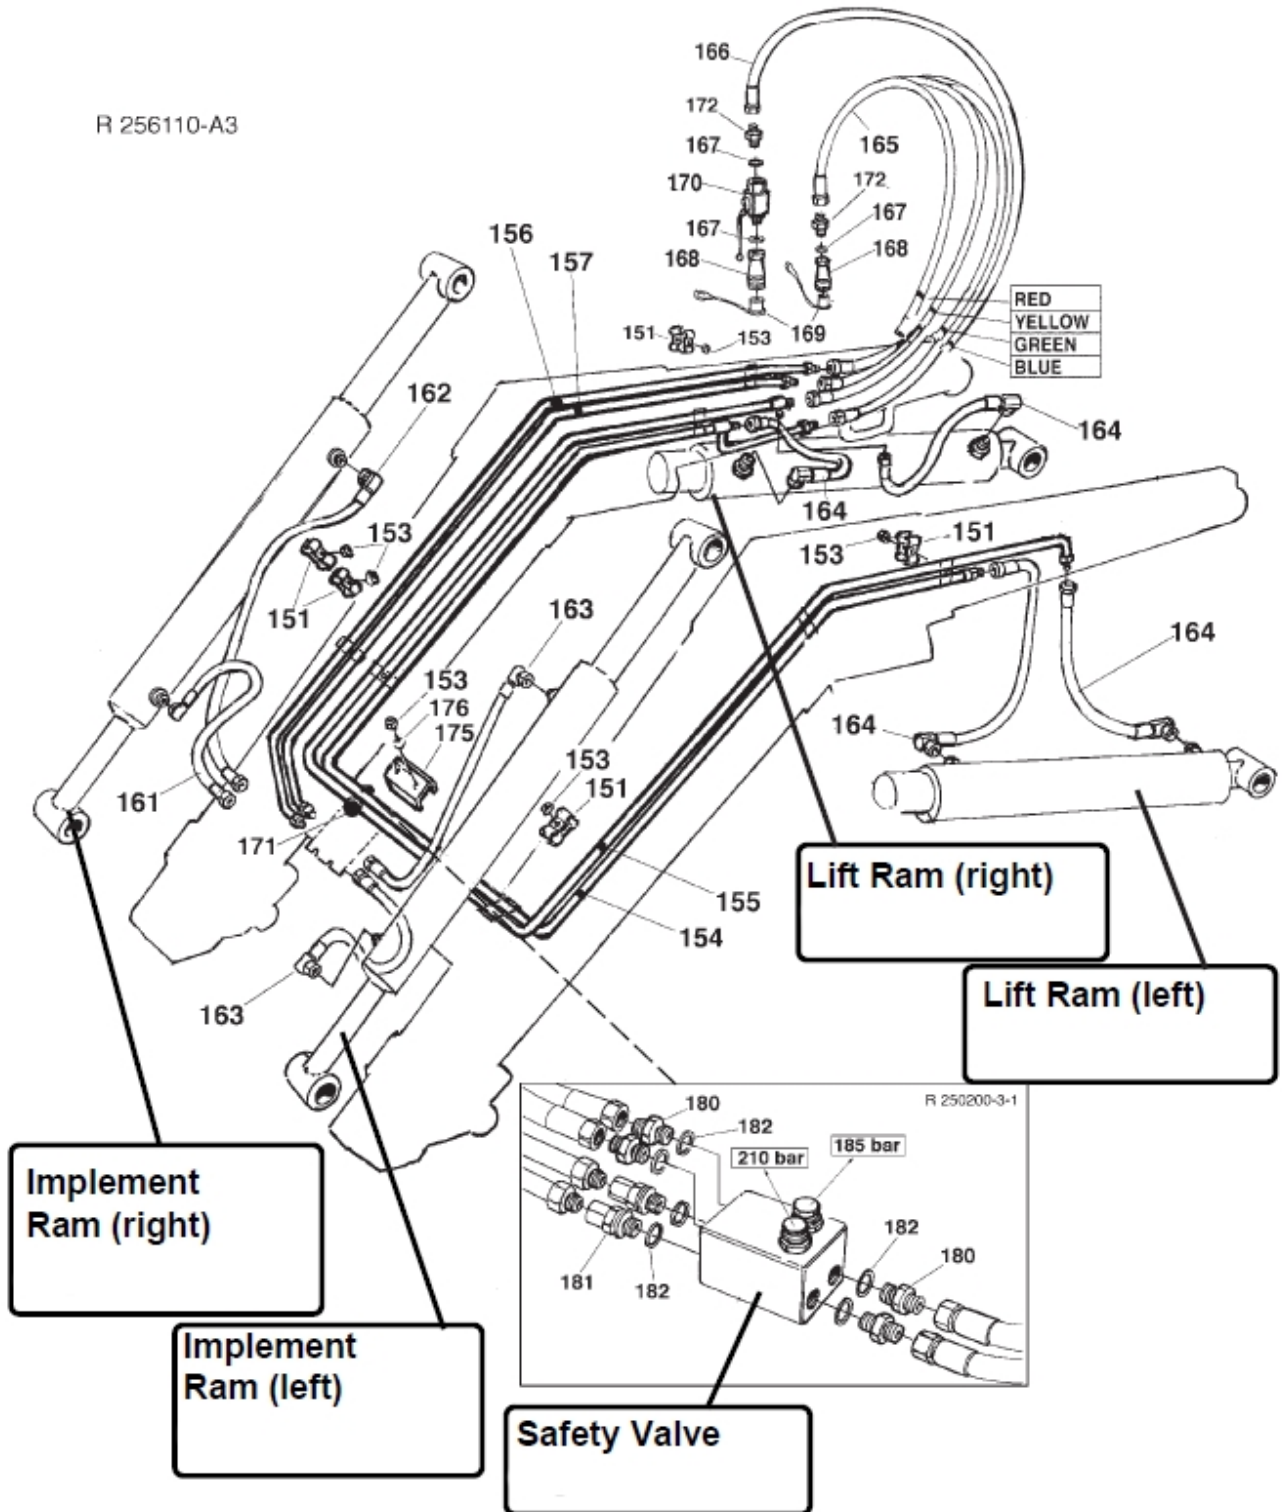 R 256110-A3
166
172
167
170
167
168
169
165
172
167
168
RED
YELLOW
GREEN
BLUE
156
157
151
153
162
164
164
153
151
153
151
163
164
164
153
176
175
153
151
161
171
155
154
163
Lift Ram (right)
Lift Ram (left)
Implement
Ram (right)
Implement
Ram (left)
R 250200-3-1
180
182
210 bar
185 bar
182
180
181
182
Safety Valve